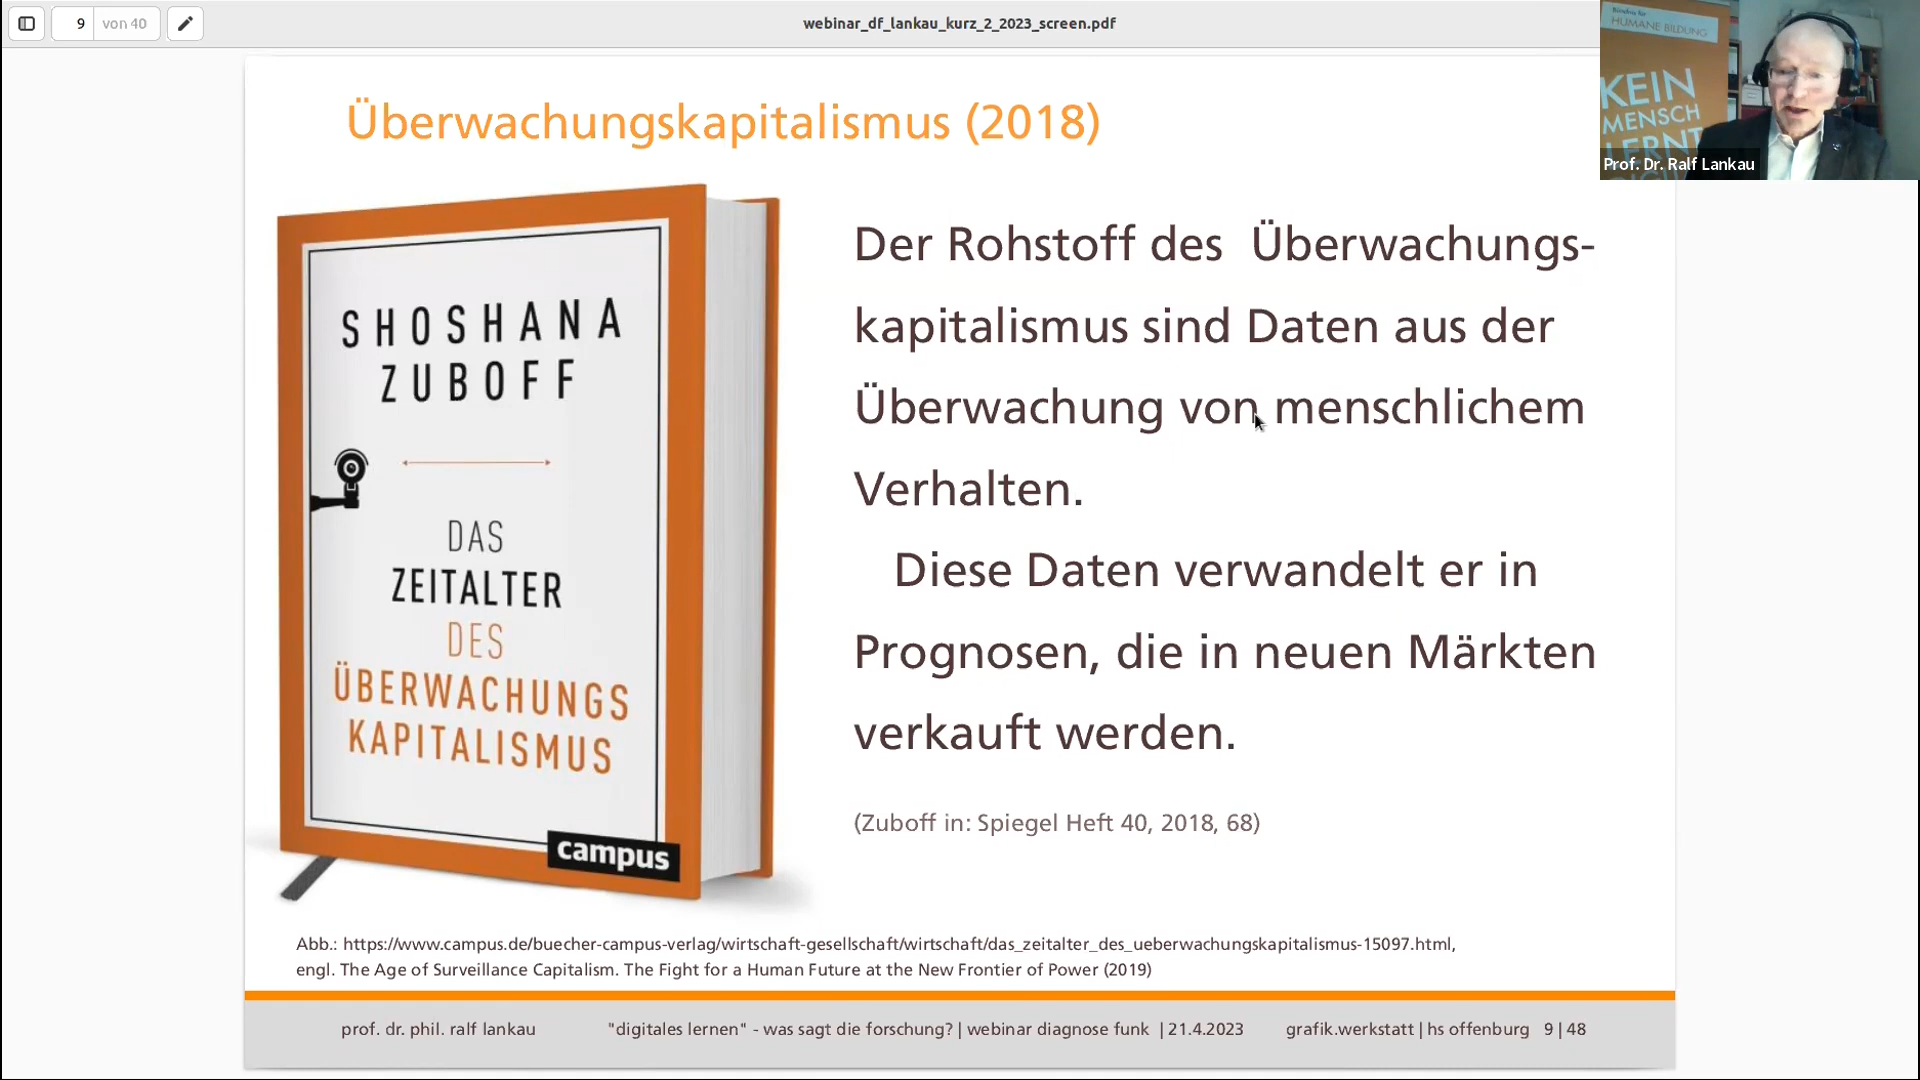 9 von 40
webinar_df_lankau_kurz_2_2023_screen.pdf
Bündnis für
HUMANE BILDUNG
KEIN
MENSCH
LERNT
Prof. Dr. Ralf Lankau
Überwachungskapitalismus (2018)
SHOSHANA
ZUBOFF
DAS
ZEITALTER
DES
ÜBERWACHUNGS
KAPITALISMUS
campus
Der Rohstoff des Überwachungs-
kapitalismus sind Daten aus der
Überwachung von menschlichem
Verhalten.
Diese Daten verwandelt er in
Prognosen, die in neuen Märkten
verkauft werden.
(Zuboff in: Spiegel Heft 40, 2018, 68)
Abb.: https://www.campus.de/buecher-campus-verlag/wirtschaft-gesellschaft/wirtschaft/das_zeitalter_des_ueberwachungskapitalismus-15097.html,
engl. The Age of Surveillance Capitalism. The Fight for a Human Future at the New Frontier of Power (2019)
prof. dr. phil. ralf lankau "digitales lernen" - was sagt die forschung? | webinar diagnose funk | 21.4.2023 grafik.werkstatt | hs offenburg 9 | 48